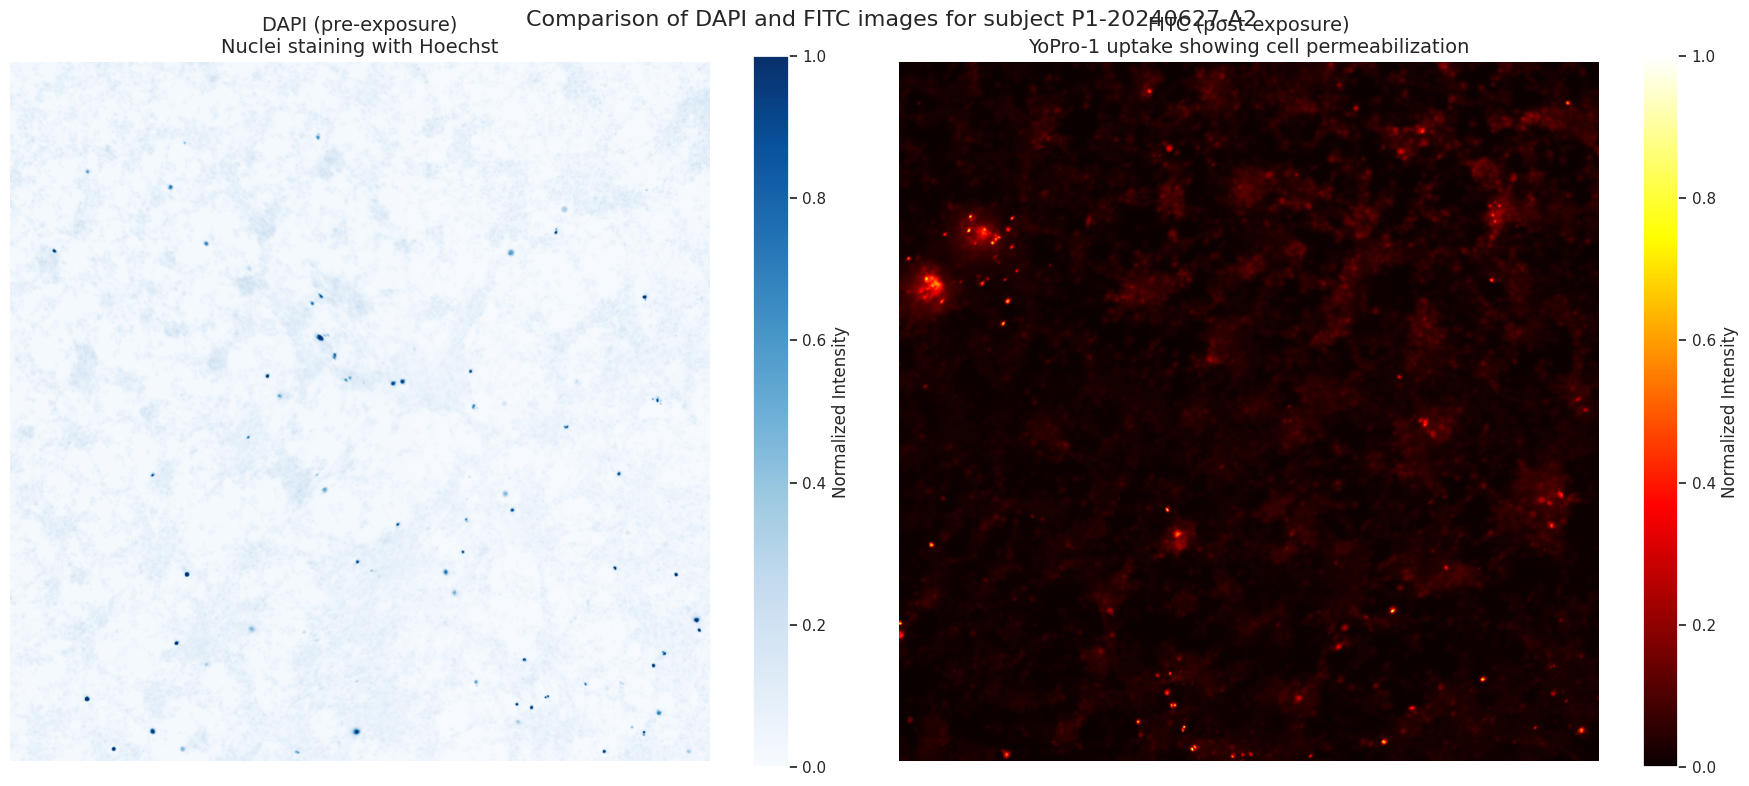 Comparison of DAPI and FITC images for subject P1-20240627-A2
DAPI (pre-exposure)
Nuclei staining with Hoechst
1.0
0.8
0.6
0.4
0.2
0.0
Normalized Intensity
FITC (post-exposure)
YoPro-1 uptake showing cell permeabilization
1.0
0.8
0.6
0.4
0.2
0.0
Normalized Intensity